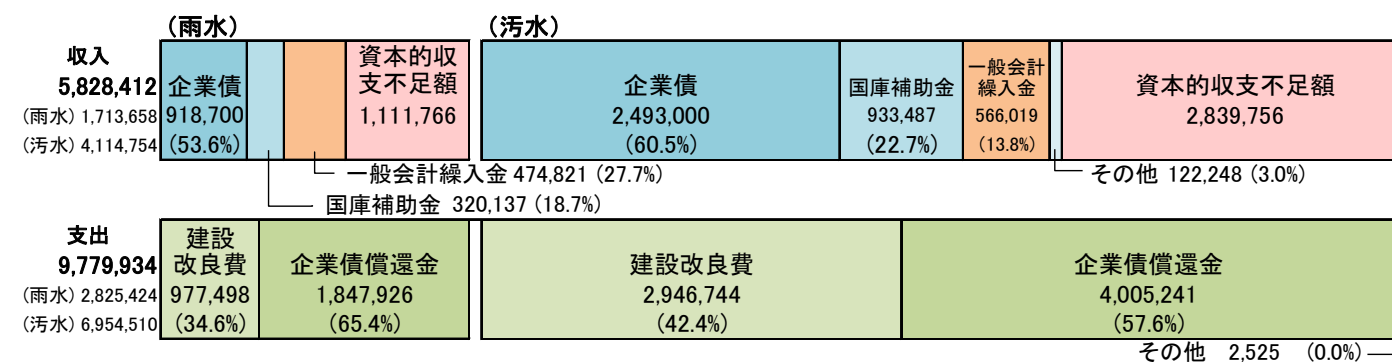 （雨水）
（汚水）
収入
5,828,412
（雨水）1,713,658
（汚水）4,114,754
企業債
918,700
（53.6%）
資本的収
支不足額
1,111,766
企業債
2,493,000
（60.5%）
国庫補助金
933,487
（22.7%）
一般会計
繰入金
566,019
（13.8%）
資本的収支不足額
2,839,756
一般会計繰入金 474,821（27.7%）
その他 122,248（3.0%）
国庫補助金 320,137（18.7%）
支出
9,779,934
（雨水）2,825,424
（汚水）6,954,510
建設
改良費
977,498
（34.6%）
企業債償還金
1,847,926
（65.4%）
建設改良費
2,946,744
（42.4%）
企業債償還金
4,005,241
（57.6%）
その他 2,525 （0.0%）